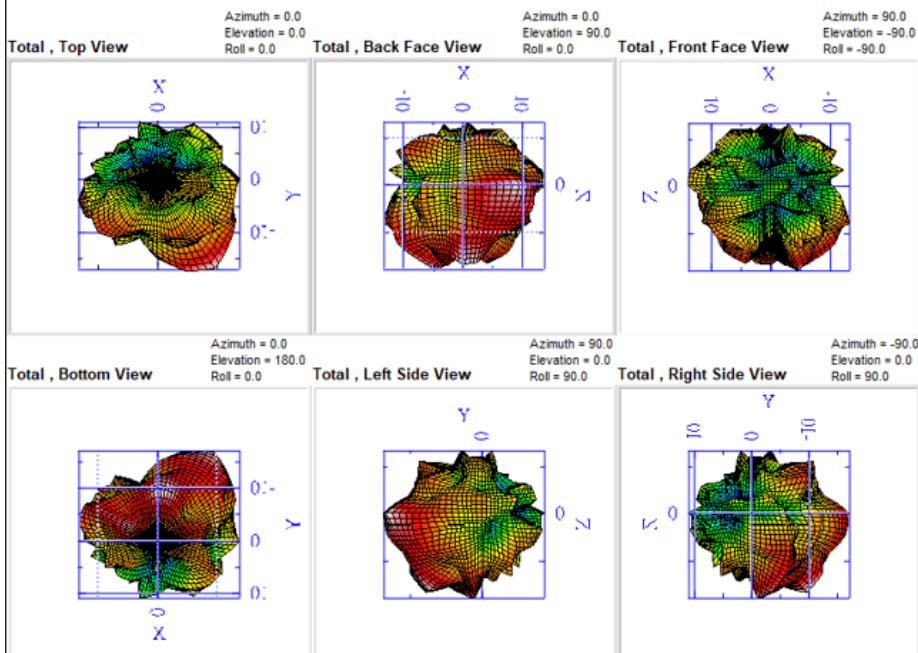 Azimuth = 0.0
Elevation = 0.0
Total , Top View Roll = 0.0
Azimuth = 0.0
Elevation = 90.0
Total , Back Face View Roll = 0.0
Azimuth = 90.0
Elevation = -90.0
Total , Front Face View Roll = -90.0
X
0
0
Y
X
-10
0
10
0
Z
X
10
0
-10
Z 0
Azimuth = 0.0
Elevation = 180.0
Total , Bottom View Roll = 0.0
Azimuth = 90.0
Elevation = 0.0
Total , Left Side View Roll = 90.0
Azimuth = -90.0
Elevation = 0.0
Total , Right Side View Roll = 90.0
0
Y
0
X
Y
0
0 Z
Y
10
0
-10
Z 0